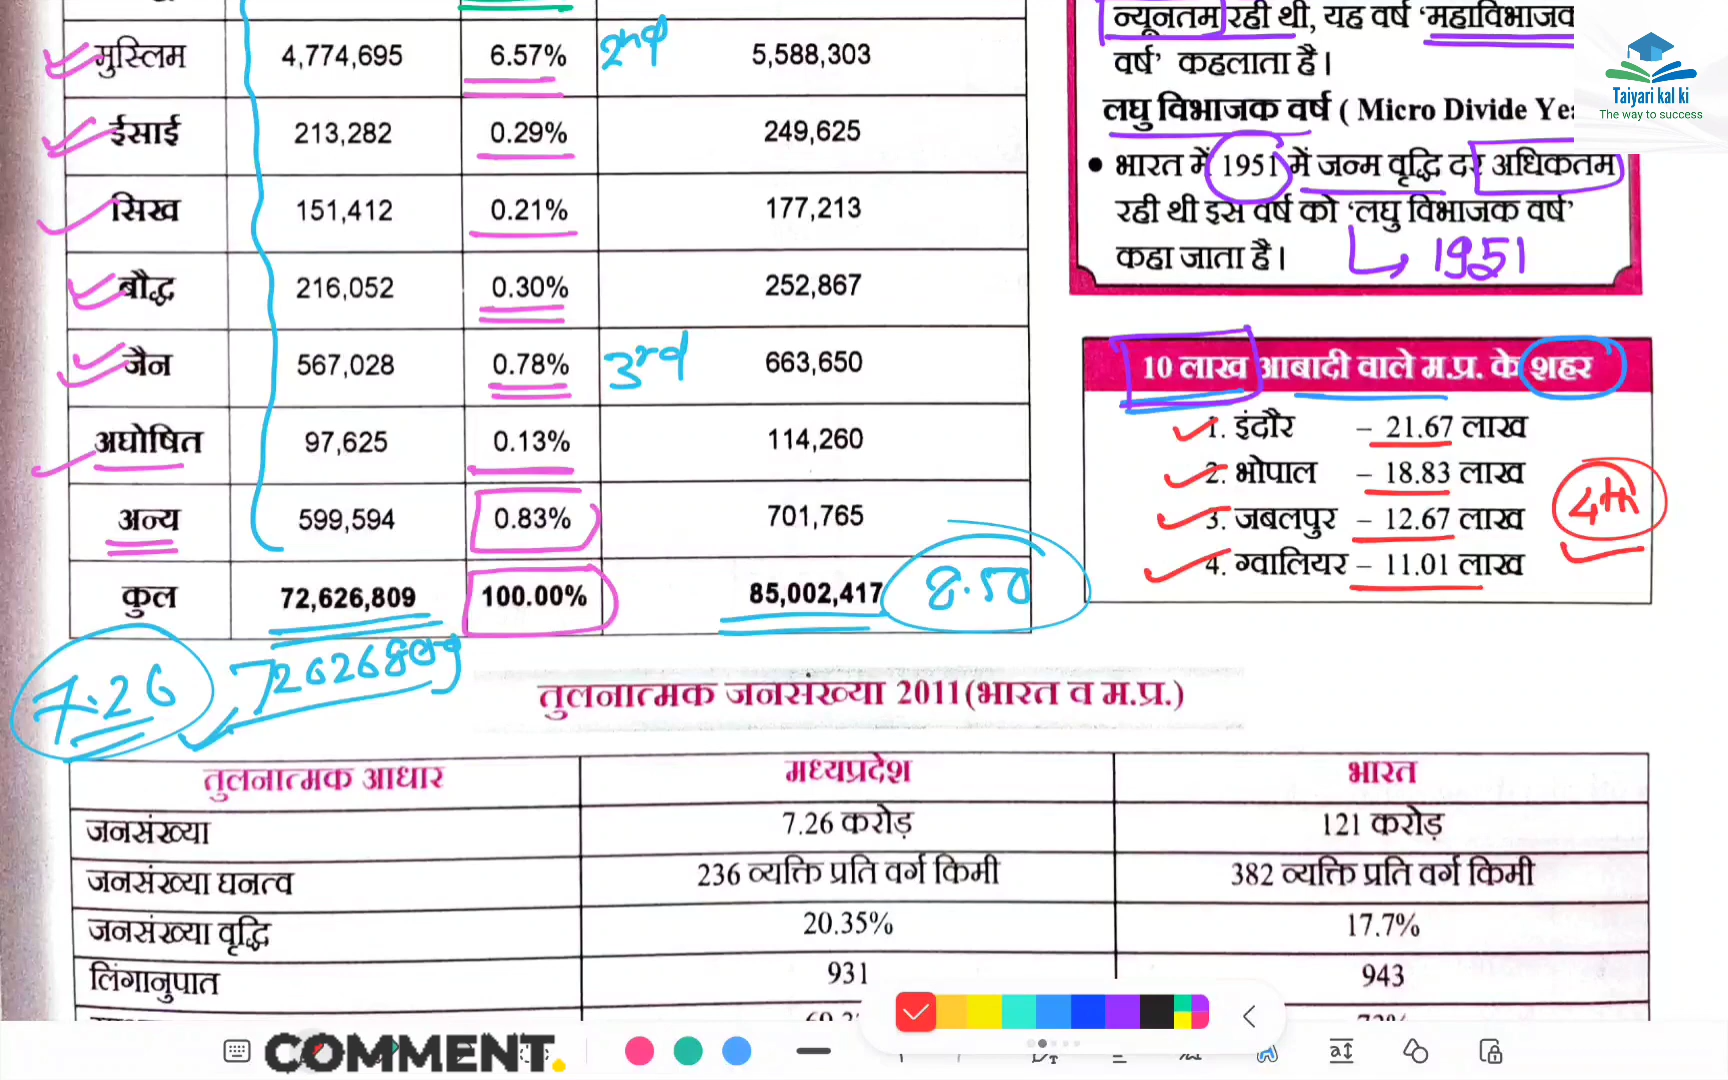 मुस्लिम 4,774,695 6.57% 2nd 5,588,303
ईसाई 213,282 0.29% 249,625
सिख 151,412 0.21% 177,213
बौद्ध 216,052 0.30% 252,867
जैन 567,028 0.78% 3rd 663,650
अघोषित 97,625 0.13% 114,260
अन्य 599,594 0.83% 701,765
कुल 72,626,809 100.00% 85,002,417 8.50
7.26 72626809
न्यूनतम रही थी, यह वर्ष ‘महाविभाजक
वर्ष’ कहलाता है।
लघु विभाजक वर्ष ( Micro Divide Ye
• भारत में 1951 में जन्म वृद्धि दर अधिकतम
रही थी इस वर्ष को ‘लघु विभाजक वर्ष’
कहा जाता है। 1951
Taiyari kal ki
The way to success
10 लाख आबादी वाले म.प्र. के शहर
1. इंदौर – 21.67 लाख
2. भोपाल – 18.83 लाख
3. जबलपुर – 12.67 लाख
4. ग्वालियर – 11.01 लाख
4th
तुलनात्मक जनसंख्या 2011(भारत व म.प्र.)
तुलनात्मक आधार मध्यप्रदेश भारत
जनसंख्या 7.26 करोड़ 121 करोड़
जनसंख्या घनत्व 236 व्यक्ति प्रति वर्ग किमी 382 व्यक्ति प्रति वर्ग किमी
जनसंख्या वृद्धि 20.35% 17.7%
लिंगानुपात 931 943
COMMENT.